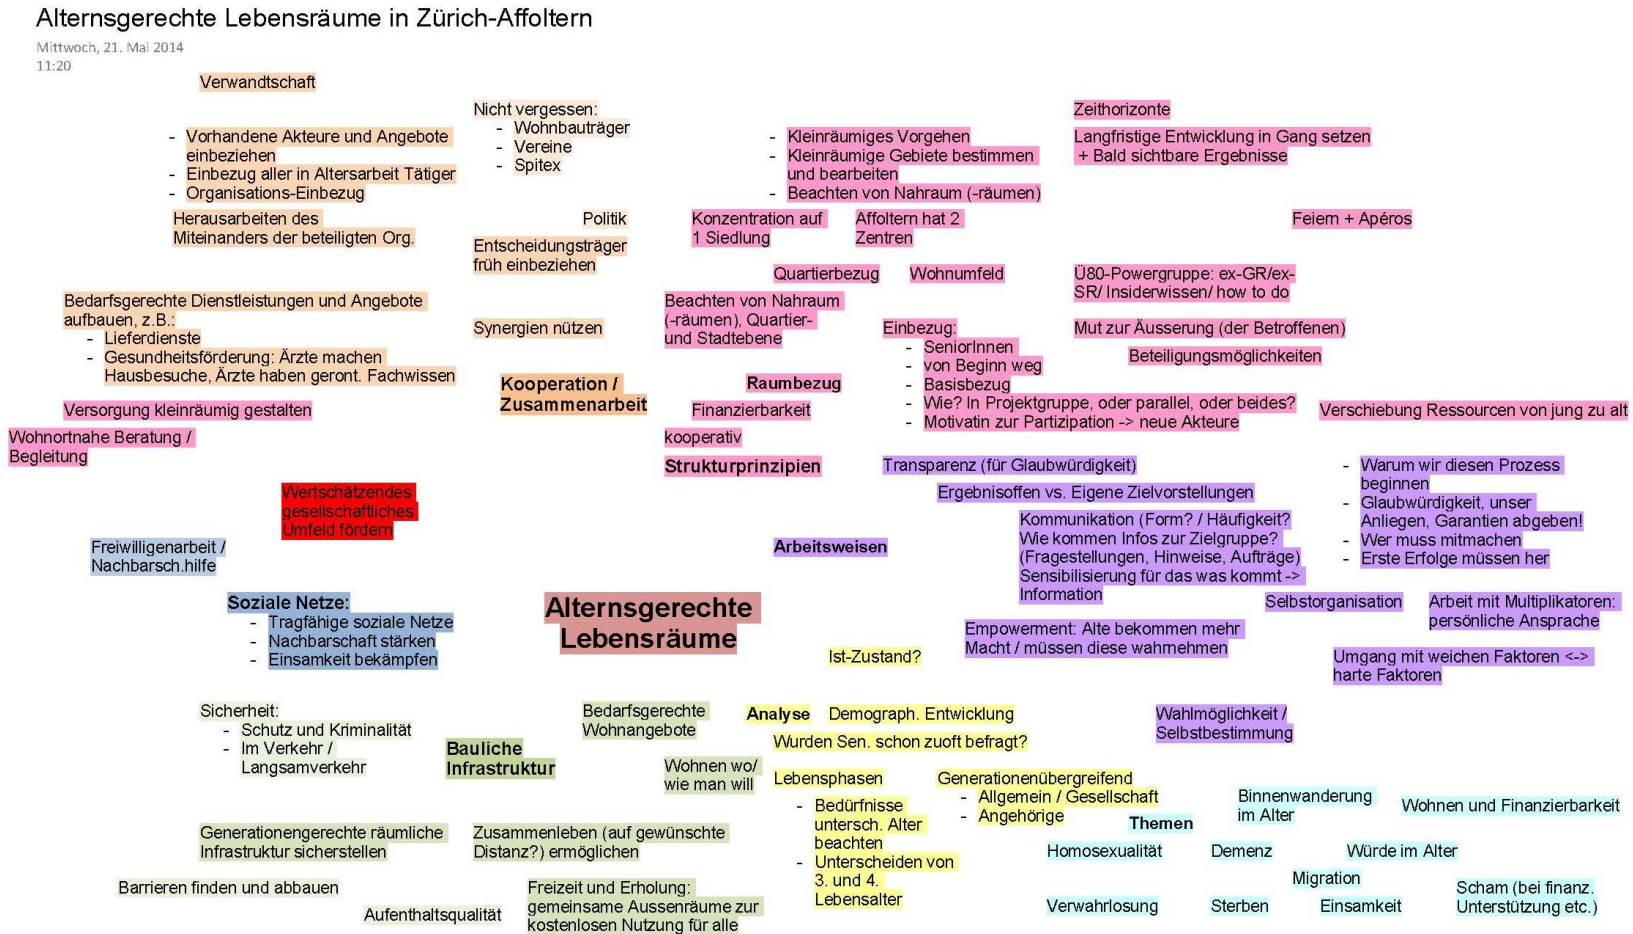 Alternsgerechte Lebensräume in Zürich-Affoltern
Mittwoch, 21. Mai 2014
11:20
Verwandtschaft
- Vorhandene Akteure und Angebote
einbeziehen
- Einbezug aller in Altersarbeit Tätiger
- Organisations-Einbezug
Herausarbeiten des
Miteinanders der beteiligten Org.
Nicht vergessen:
- Wohnbauträger
- Vereine
- Spitex
Politik
Entscheidungsträger
früh einbeziehen
Bedarfsgerechte Dienstleistungen und Angebote
aufbauen, z.B.:
- Lieferdienste
- Gesundheitsförderung: Ärzte machen
Hausbesuche, Ärzte haben geront. Fachwissen
Synergien nützen
Kooperation /
Zusammenarbeit
Versorgung kleinräumig gestalten
Wohnortnahe Beratung /
Begleitung
- Kleinräumiges Vorgehen
- Kleinräumige Gebiete bestimmen
und bearbeiten
- Beachten von Nahraum (-räumen)
Konzentration auf
1 Siedlung
Affoltern hat 2
Zentren
Quartierbezug
Wohnumfeld
Beachten von Nahraum
(-räumen), Quartier-
und Stadtebene
Raumbezug
Finanzierbarkeit
kooperativ
Strukturprinzipien
Zeithorizonte
Langfristige Entwicklung in Gang setzen
+ Bald sichtbare Ergebnisse
Feiern + Apéros
Ü80-Powergruppe: ex-GR/ex-
SR/ Insiderwissen/ how to do
Einbezug:
- SeniorInnen
- von Beginn weg
- Basisbezug
- Wie? In Projektgruppe, oder parallel, oder beides?
- Motivatin zur Partizipation -> neue Akteure
Mut zur Äusserung (der Betroffenen)
Beteiligungsmöglichkeiten
Verschiebung Ressourcen von jung zu alt
Transparenz (für Glaubwürdigkeit)
Ergebnisoffen vs. Eigene Zielvorstellungen
Kommunikation (Form? / Häufigkeit?
Wie kommen Infos zur Zielgruppe?
(Fragestellungen, Hinweise, Aufträge)
Sensibilisierung für das was kommt ->
Information
- Warum wir diesen Prozess
beginnen
- Glaubwürdigkeit, unser
Anliegen, Garantien abgeben!
- Wer muss mitmachen
- Erste Erfolge müssen her
Arbeitsweisen
Selbstorganisation
Arbeit mit Multiplikatoren:
persönliche Ansprache
Empowerment: Alte bekommen mehr
Macht / müssen diese wahrnehmen
Umgang mit weichen Faktoren <->
harte Faktoren
Wahlmöglichkeit /
Selbstbestimmung
Wertschätzendes
gesellschaftliches
Umfeld fördern
Freiwilligenarbeit /
Nachbarsch.hilfe
Soziale Netze:
- Tragfähige soziale Netze
- Nachbarschaft stärken
- Einsamkeit bekämpfen
Alternsgerechte
Lebensräume
Sicherheit:
- Schutz und Kriminalität
- Im Verkehr /
Langsamverkehr
Bauliche
Infrastruktur
Bedarfsgerechte
Wohnangebote
Wohnen wo/
wie man will
Generationengerechte räumliche
Infrastruktur sicherstellen
Zusammenleben (auf gewünschte
Distanz?) ermöglichen
Barrieren finden und abbauen
Aufenthaltsqualität
Freizeit und Erholung:
gemeinsame Aussenräume zur
kostenlosen Nutzung für alle
Ist-Zustand?
Analyse
Demograph. Entwicklung
Wurden Sen. schon zuoft befragt?
Lebensphasen
- Bedürfnisse
untersch. Alter
beachten
- Unterscheiden von
3. und 4.
Lebensalter
Generationenübergreifend
- Allgemein / Gesellschaft
- Angehörige
Themen
Binnenwanderung
im Alter
Wohnen und Finanzierbarkeit
Homosexualität
Demenz
Würde im Alter
Migration
Verwahrlosung
Sterben
Einsamkeit
Scham (bei finanz.
Unterstützung etc.)